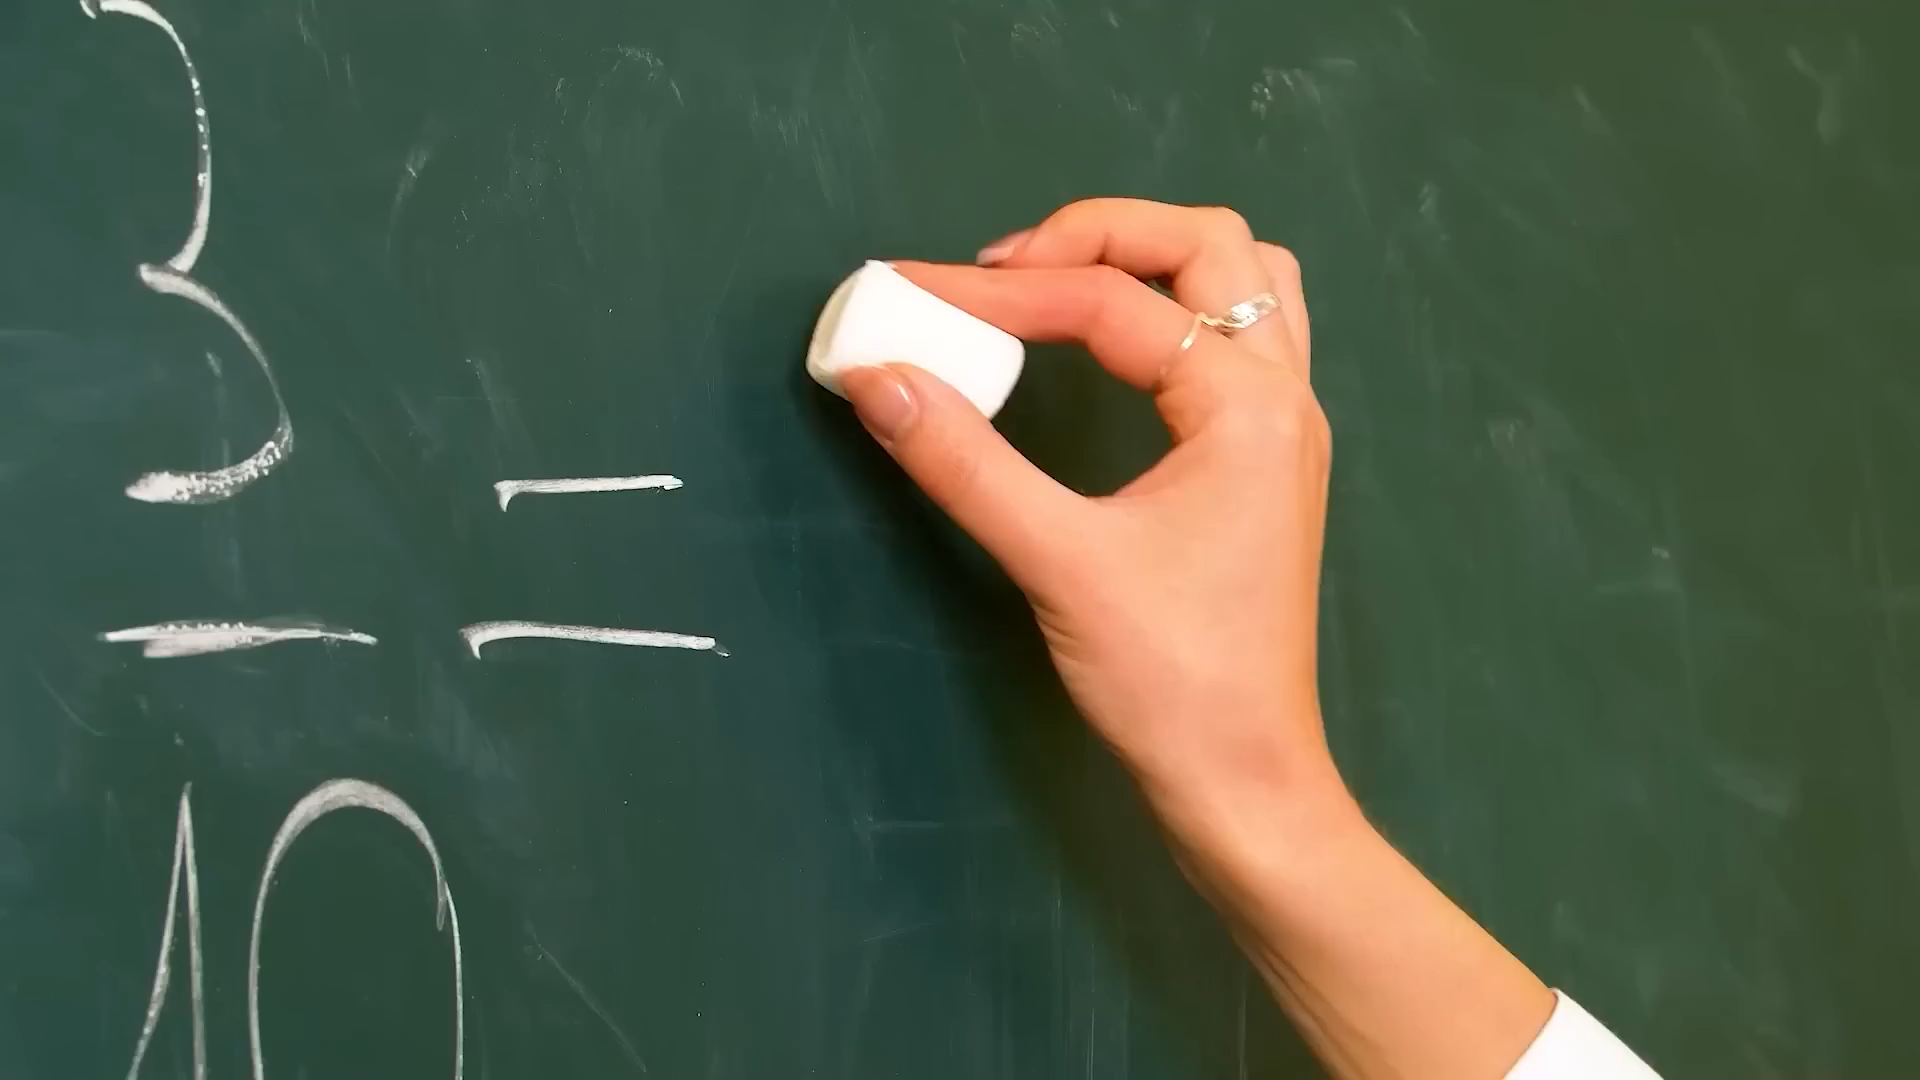 3
— =
10